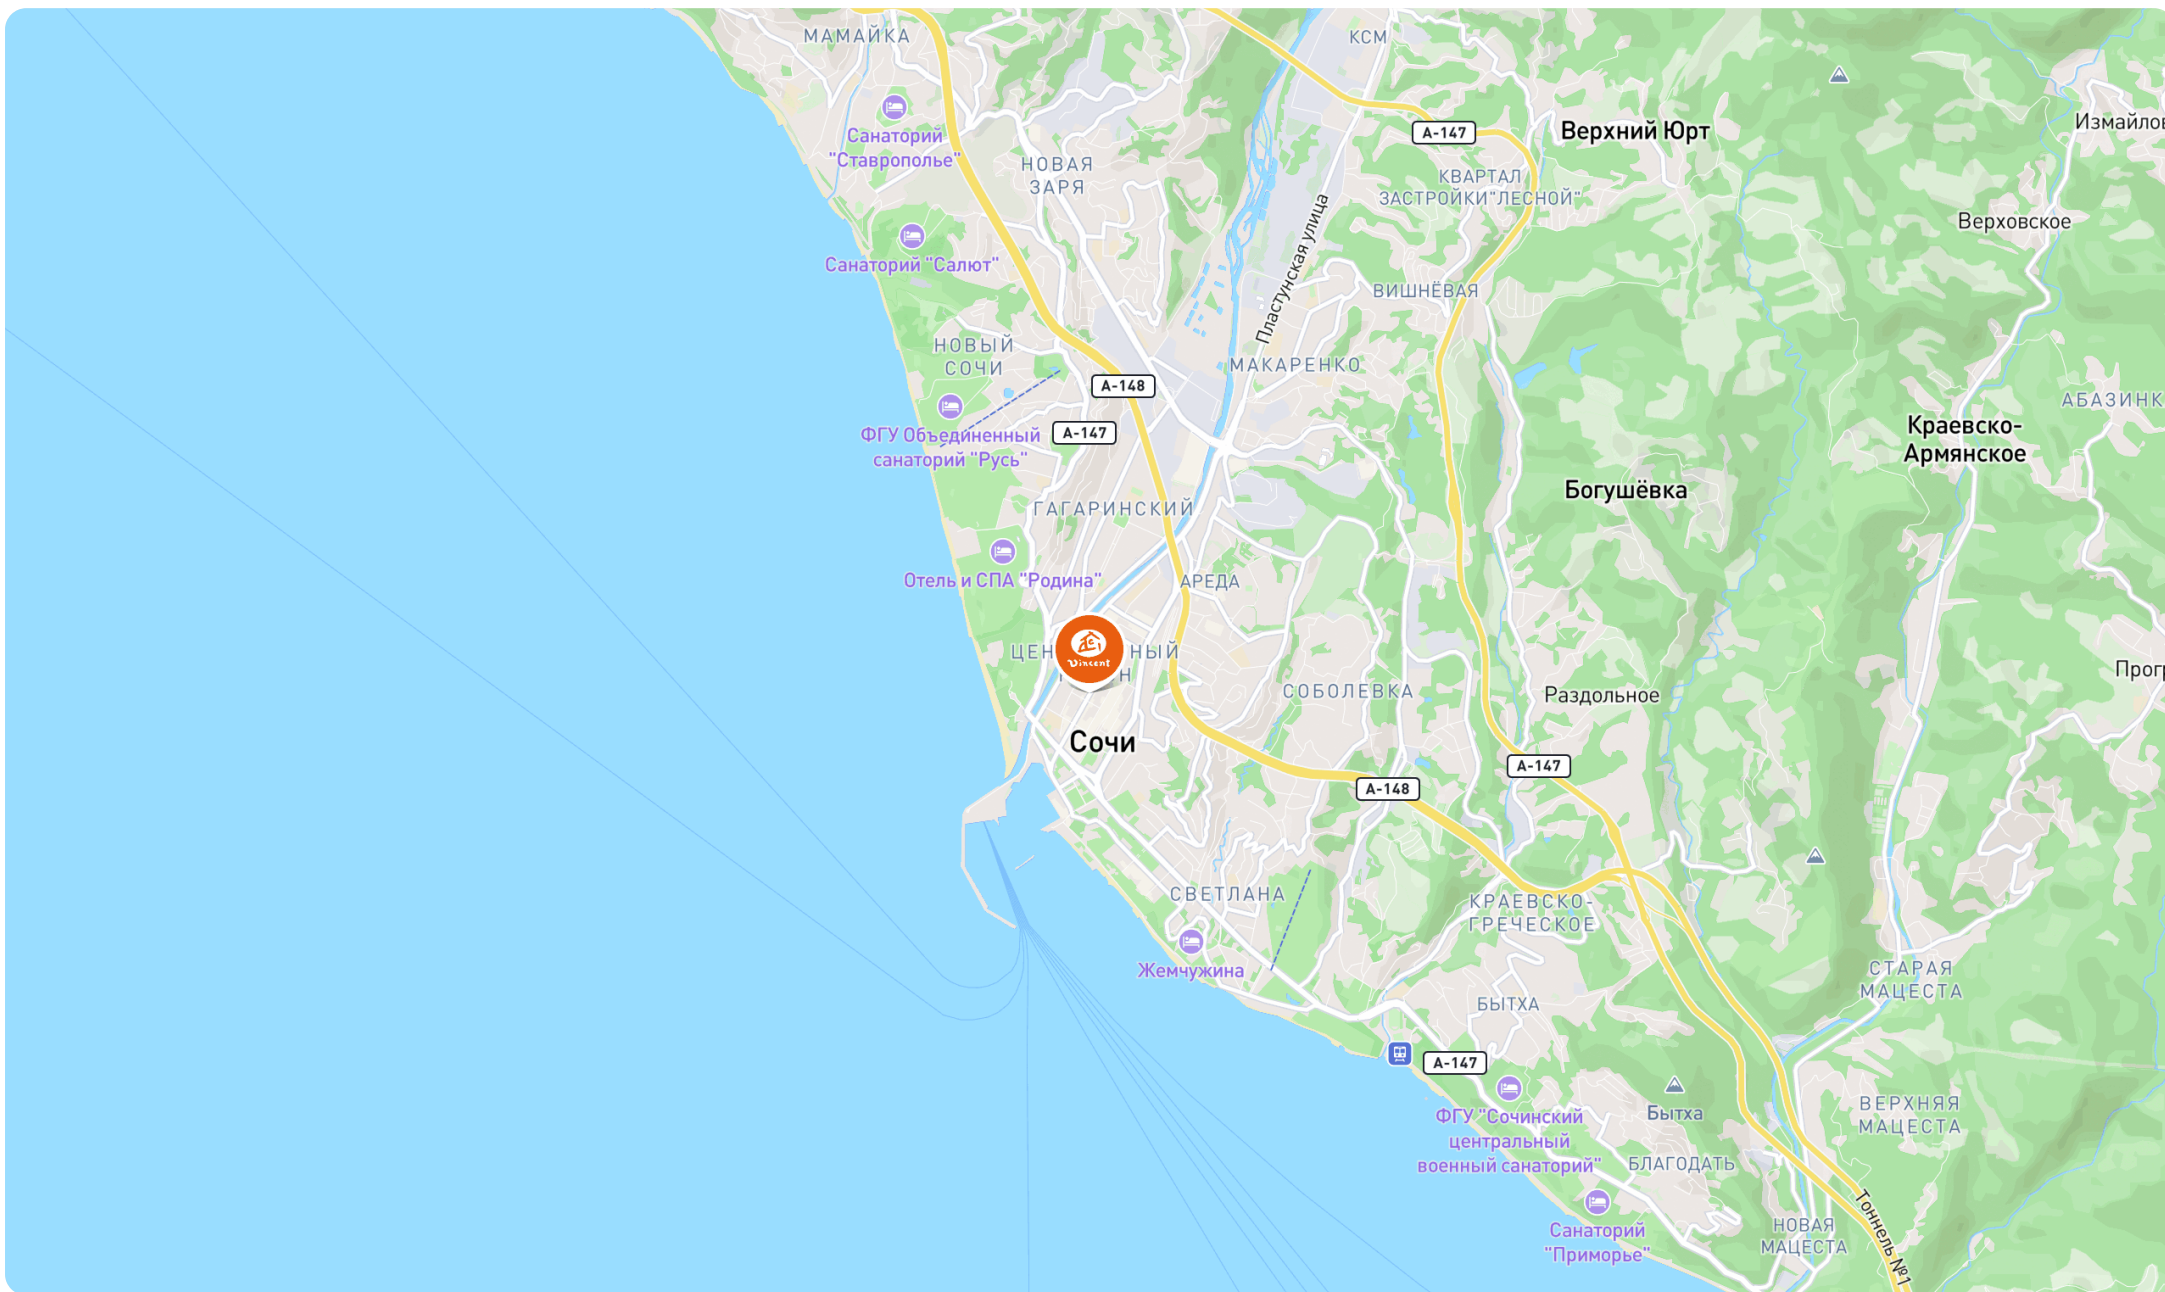 МАМАЙКА
КСМ
Санаторий
"Ставрополье"
НОВАЯ
ЗАРЯ
А-147
Верхний Юрт
КВАРТАЛ
ЗАСТРОЙКИ"ЛЕСНОЙ"
Измайлов
Верховское
Санаторий "Салют"
Пластунская улица
ВИШНЁВАЯ
НОВЫЙ
СОЧИ
МАКАРЕНКО
А-148
АБАЗИНК
ФГУ Объединенный
санаторий "Русь"
А-147
Краевско-
Армянское
Богушёвка
ГАГАРИНСКИЙ
Отель и СПА "Родина"
АРЕДА
Vincent
СОБОЛЕВКА
Раздольное
Прогр
Сочи
А-147
А-148
СВЕТЛАНА
КРАЕВСКО-
ГРЕЧЕСКОЕ
Жемчужина
СТАРАЯ
МАЦЕСТА
БЫТХА
А-147
ФГУ "Сочинский
центральный
военный санаторий"
Бытха
ВЕРХНЯЯ
МАЦЕСТА
БЛАГОДАТЬ
Санаторий
"Приморье"
НОВАЯ
МАЦЕСТА
Тоннель №1